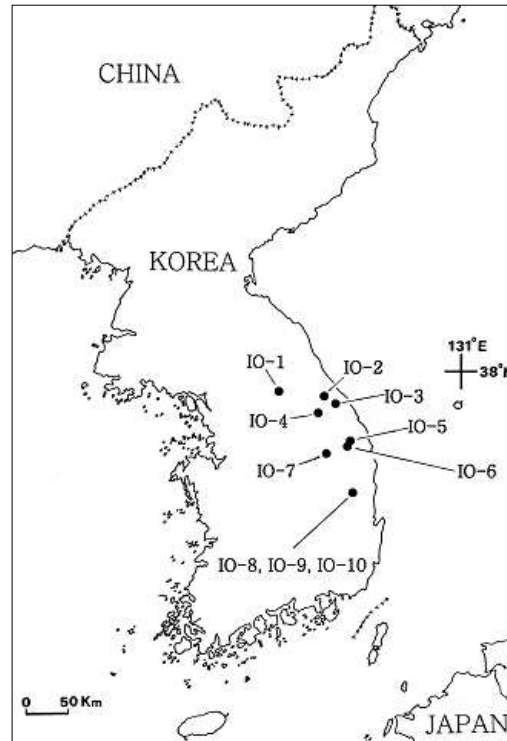 CHINA
KOREA
131°E
38°N
IO-1
IO-2
IO-3
IO-4
IO-5
IO-6
IO-7
IO-8, IO-9, IO-10
0 50 Km
JAPAN